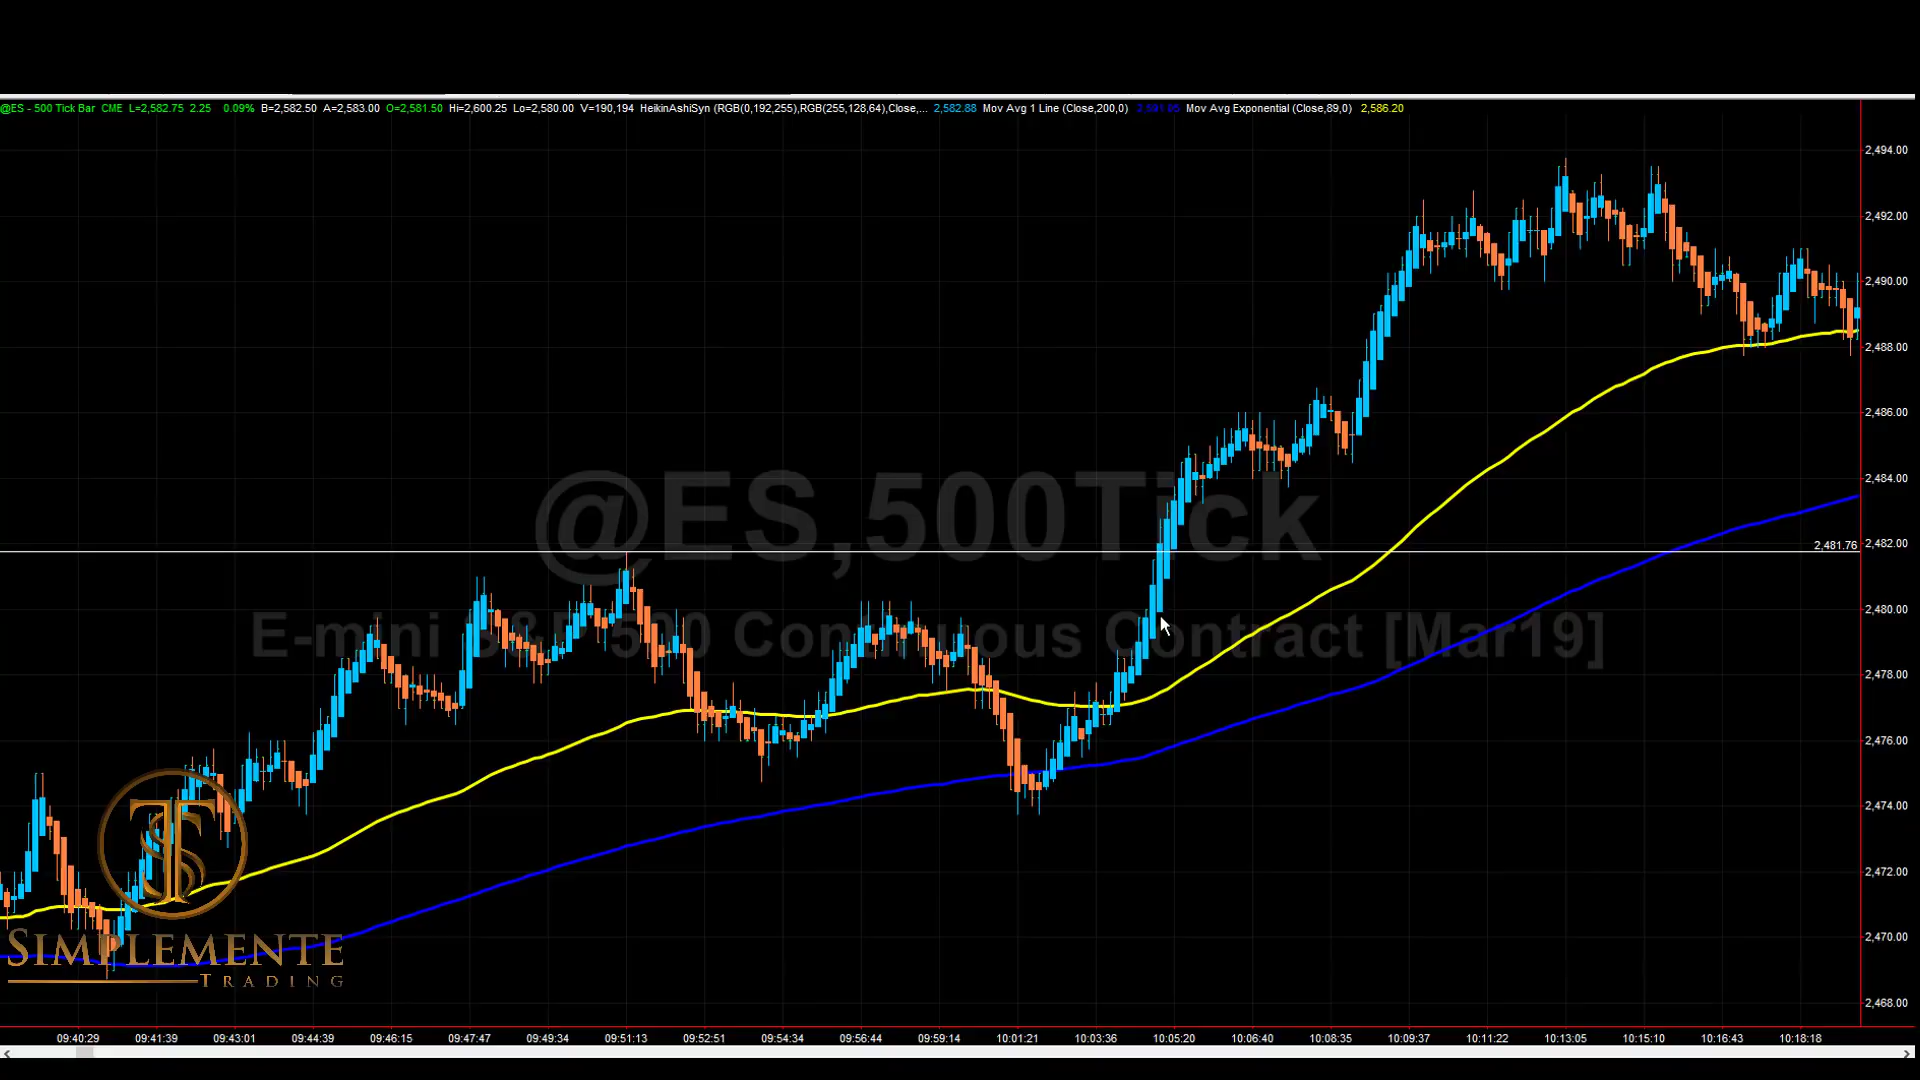 @ES - 500 Tick Bar CME L=2,582.75 2.25 0.09% B=2,582.50 A=2,583.00 O=2,581.50 Hi=2,600.25 Lo=2,580.00 V=190,194 HeikinAshiSyn (RGB(0,192,255),RGB(255,128,64),Close,... 2,582.88 Mov Avg 1 Line (Close,200,0) Mov Avg Exponential (Close,89,0) 2,586.20
2,494.00
2,492.00
2,490.00
2,488.00
2,486.00
2,484.00
@ES,500Tick
2,481.76
2,482.00
2,480.00
E-mini S&P 500 Continuous Contract [Mar19]
2,478.00
2,476.00
2,474.00
2,472.00
2,470.00
SIMPLEMENTE
TRADING
2,468.00
09:40:29 09:41:39 09:43:01 09:44:39 09:46:15 09:47:47 09:49:34 09:51:13 09:52:51 09:54:34 09:56:44 09:59:14 10:01:21 10:03:36 10:05:20 10:06:40 10:08:35 10:09:37 10:11:22 10:13:05 10:15:10 10:16:43 10:18:18